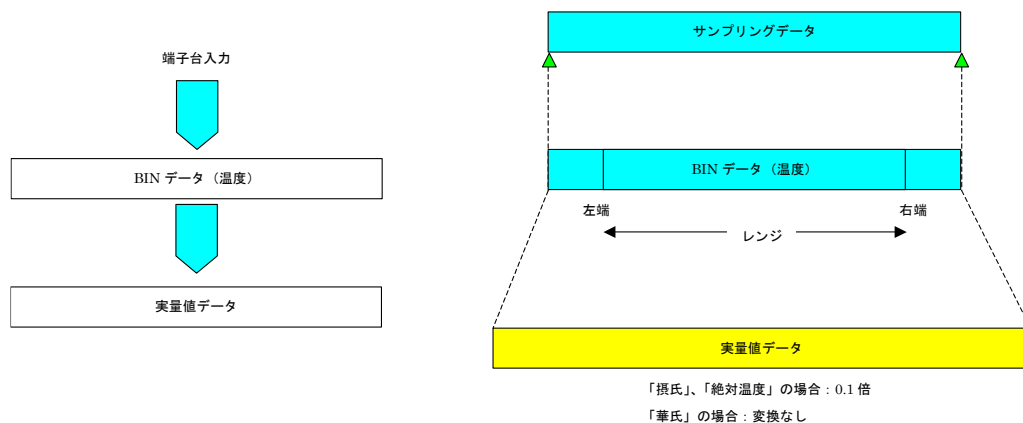 端子台入力
BIN データ（温度）
実量値データ
サンプリングデータ
BIN データ（温度）
左端
右端
レンジ
実量値データ
「摂氏」、「絶対温度」の場合：0.1 倍
「華氏」の場合：変換なし